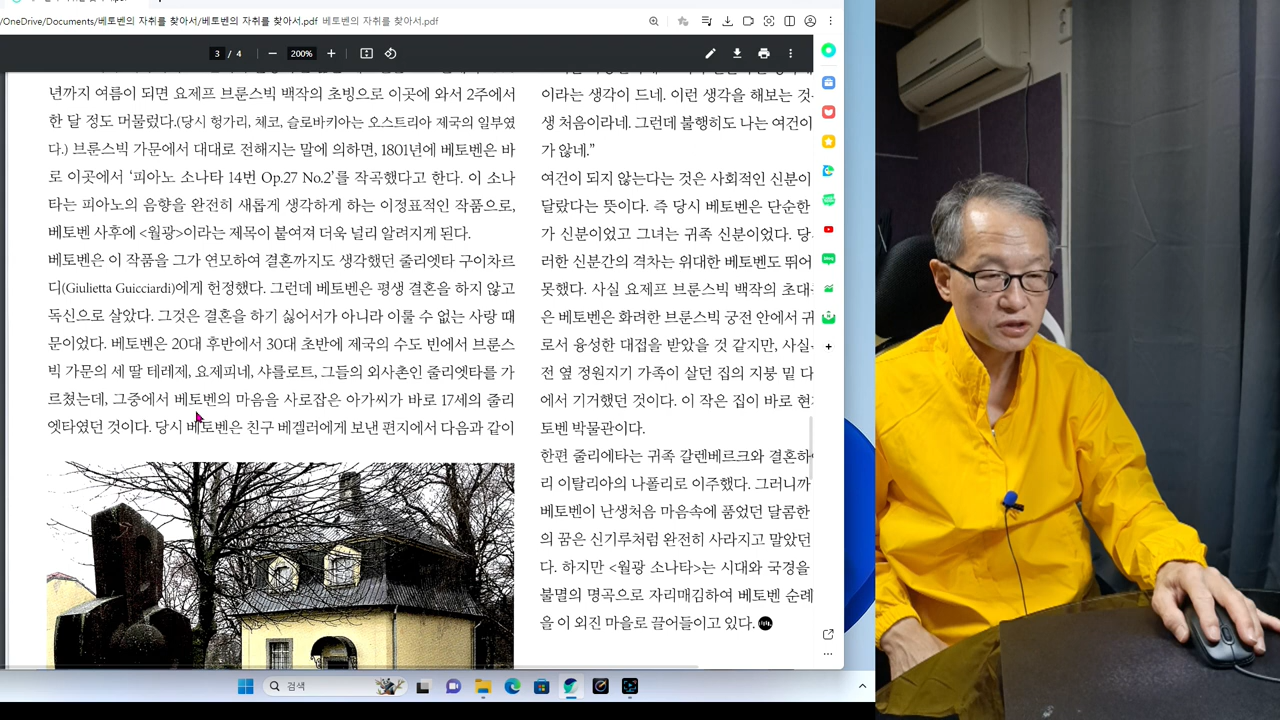 /OneDrive/Documents/베토벤의 자취를 찾아서/베토벤의 자취를 찾아서.pdf 베토벤의 자취를 찾아서.pdf
3 / 4
200%
년까지 여름이 되면 요제프 브룬스빅 백작의 초빙으로 이곳에 와서 2주에서
한 달 정도 머물렀다.(당시 헝가리, 체코, 슬로바키아는 오스트리아 제국의 일부였
다.) 브룬스빅 가문에서 대대로 전해지는 말에 의하면, 1801년에 베토벤은 바
로 이곳에서 ‘피아노 소나타 14번 Op.27 No.2’를 작곡했다고 한다. 이 소나
타는 피아노의 음향을 완전히 새롭게 생각하게 하는 이정표적인 작품으로,
베토벤 사후에 <월광>이라는 제목이 붙여져 더욱 널리 알려지게 된다.
베토벤은 이 작품을 그가 연모하여 결혼까지도 생각했던 줄리엣타 구이차르
디(Giulietta Guicciardi)에게 헌정했다. 그런데 베토벤은 평생 결혼을 하지 않고
독신으로 살았다. 그것은 결혼을 하기 싫어서가 아니라 이룰 수 없는 사랑 때
문이었다. 베토벤은 20대 후반에서 30대 초반에 제국의 수도 빈에서 브룬스
빅 가문의 세 딸 테레제, 요제피네, 샤를로트, 그들의 외사촌인 줄리엣타를 가
르쳤는데, 그중에서 베토벤의 마음을 사로잡은 아가씨가 바로 17세의 줄리
엣타였던 것이다. 당시 베토벤은 친구 베겔러에게 보낸 편지에서 다음과 같이
이라는 생각이 드네. 이런 생각을 해보는 것
생 처음이라네. 그런데 불행히도 나는 여건이
가 않네.”
여건이 되지 않는다는 것은 사회적인 신분이
달랐다는 뜻이다. 즉 당시 베토벤은 단순한
가 신분이었고 그녀는 귀족 신분이었다. 당
러한 신분간의 격차는 위대한 베토벤도 뛰어
못했다. 사실 요제프 브룬스빅 백작의 초대
은 베토벤은 화려한 브룬스빅 궁전 안에서 귀
로서 융성한 대접을 받았을 것 같지만, 사실
전 옆 정원지기 가족이 살던 집의 지붕 밑 다
에서 기거했던 것이다. 이 작은 집이 바로 현
토벤 박물관이다.
한편 줄리에타는 귀족 갈렌베르크와 결혼하
리 이탈리아의 나폴리로 이주했다. 그러니까
베토벤이 난생처음 마음속에 품었던 달콤한
의 꿈은 신기루처럼 완전히 사라지고 말았던
다. 하지만 <월광 소나타>는 시대와 국경을
불멸의 명곡으로 자리매김하여 베토벤 순례
을 이 외진 마을로 끌어들이고 있다.
검색